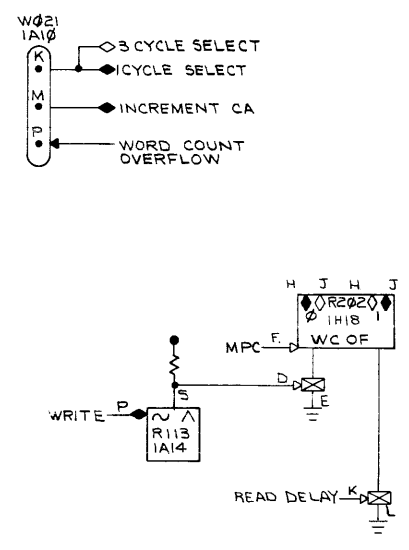 WØ21
1A1Ø
K
3 CYCLE SELECT
1CYCLE SELECT
M
INCREMENT CA
P
WORD COUNT
OVERFLOW
H J H J
R2Ø2
Ø 1H18 1
MPC F WC OF
D
E
S
WRITE P
R113
1A14
READ DELAY K
L